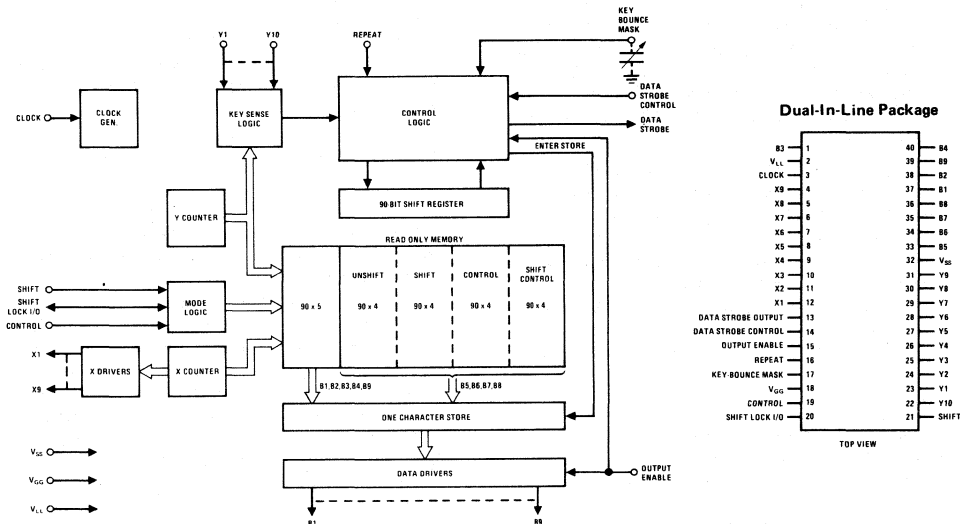 KEY
BOUNCE
MASK
Y1
Y10
REPEAT
CLOCK
CLOCK
GEN.
KEY SENSE
LOGIC
CONTROL
LOGIC
DATA
STROBE
CONTROL
DATA
STROBE
ENTER STORE
90-BIT SHIFT REGISTER
Y COUNTER
READ ONLY MEMORY
UNSHIFT
SHIFT
CONTROL
SHIFT
CONTROL
90 x 5
90 x 4
90 x 4
90 x 4
90 x 4
SHIFT
SHIFT
LOCK I/O
CONTROL
MODE
LOGIC
X1
X9
X DRIVERS
X COUNTER
B1,B2,B3,B4,B9
B5,B6,B7,B8
ONE CHARACTER STORE
DATA DRIVERS
OUTPUT
ENABLE
VSS
VGG
VLL
B1
B9
Dual-In-Line Package
B3 1 40 B4
VLL 2 39 B9
CLOCK 3 38 B2
X9 4 37 B1
X8 5 36 B8
X7 6 35 B7
X6 7 34 B6
X5 8 33 B5
X4 9 32 VSS
X3 10 31 Y9
X2 11 30 Y8
X1 12 29 Y7
DATA STROBE OUTPUT 13 28 Y6
DATA STROBE CONTROL 14 27 Y5
OUTPUT ENABLE 15 26 Y4
REPEAT 16 25 Y3
KEY-BOUNCE MASK 17 24 Y2
VGG 18 23 Y1
CONTROL 19 22 Y10
SHIFT LOCK I/O 20 21 SHIFT
TOP VIEW